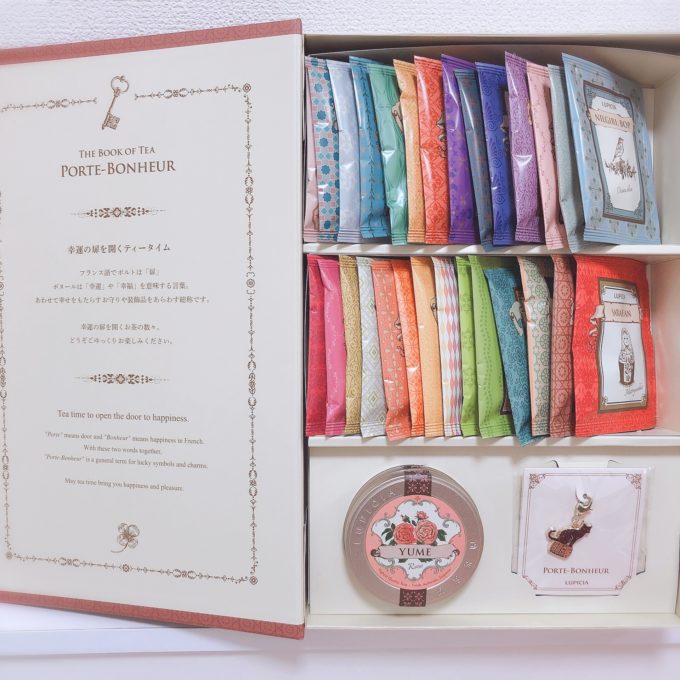 THE BOOK OF TEA
PORTE-BONHEUR
幸運の扉を開くティータイム
フランス語でポルトは「扉」
ボヌールは「幸運」や「幸福」を意味する言葉。
あわせて幸せをもたらすお守りや装飾品をあらわす総称です。
幸運の扉を開くお茶の数々。
どうぞごゆっくりお楽しみください。
Tea time to open the door to happiness.
"Porte" means door and "Bonheur" means happiness in French.
With these two words together,
"Porte-Bonheur" is a general term for lucky symbols and charms.
May tea time bring you happiness and pleasure.
LUPICIA
NILGIRI BOP
LUPICIA
LUPICIA
YUME
Rose
PORTE-BONHEUR
LUPICIA